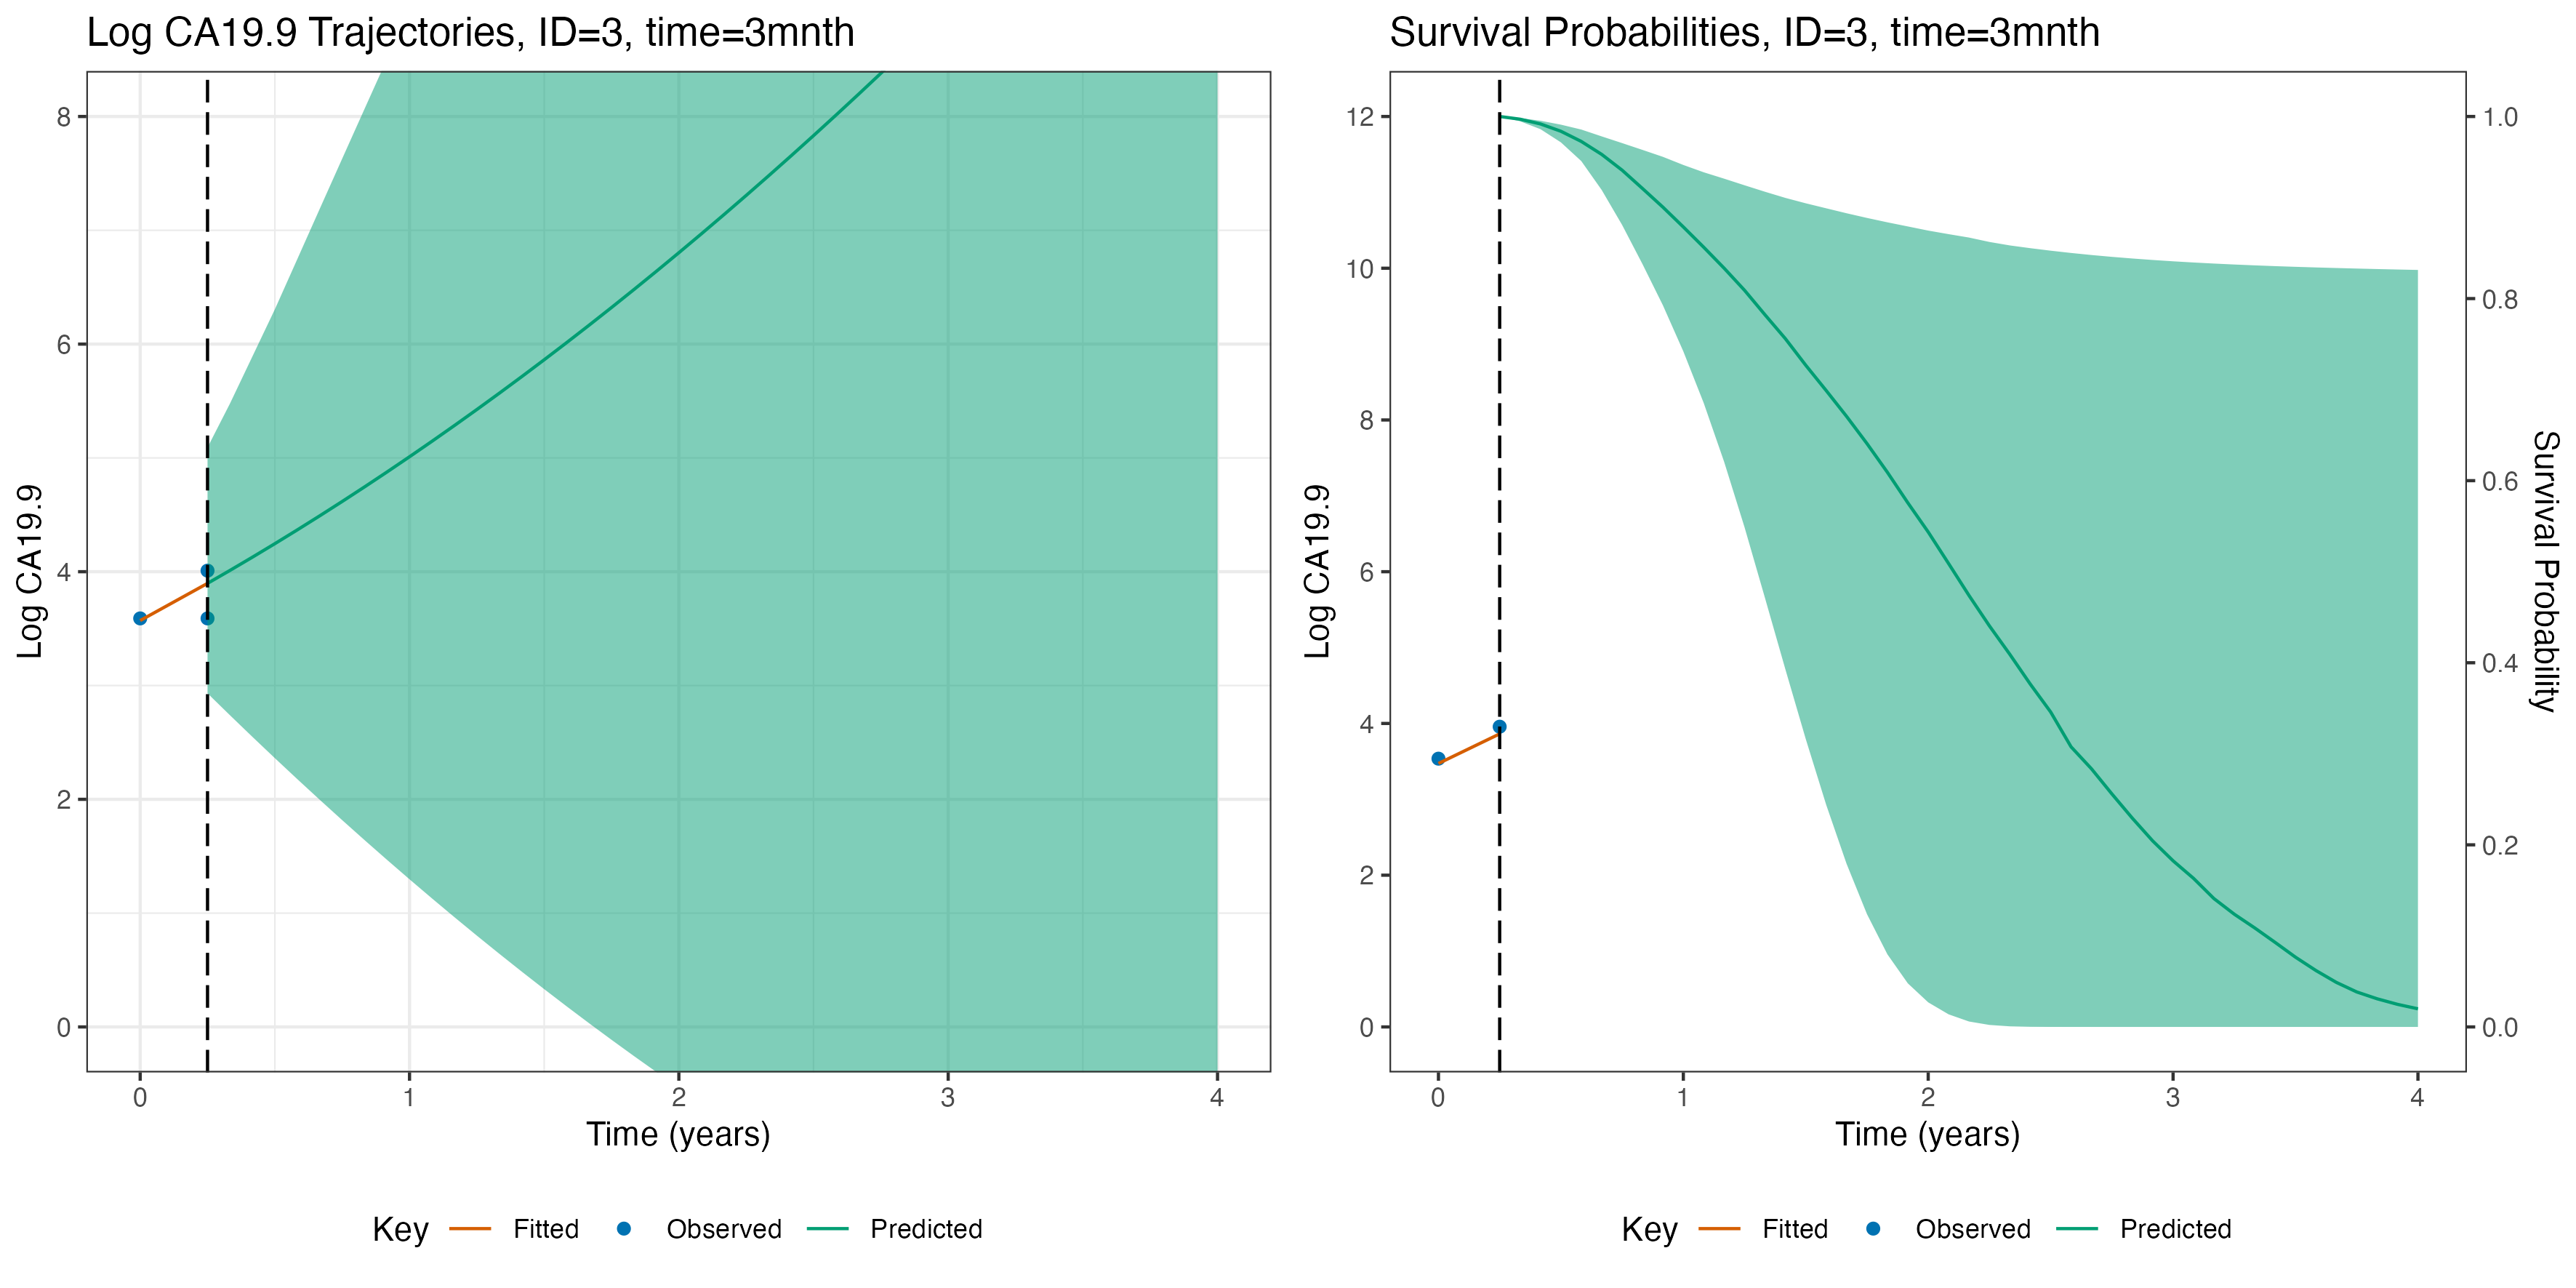 Log CA19.9 Trajectories, ID=3, time=3mnth
8
6
4
2
0
Log CA19.9
0 1 2 3 4
Time (years)
Key Fitted Observed Predicted
Survival Probabilities, ID=3, time=3mnth
12
10
8
6
4
2
0
Log CA19.9
1.0
0.8
0.6
0.4
0.2
0.0
Survival Probability
0 1 2 3 4
Time (years)
Key Fitted Observed Predicted